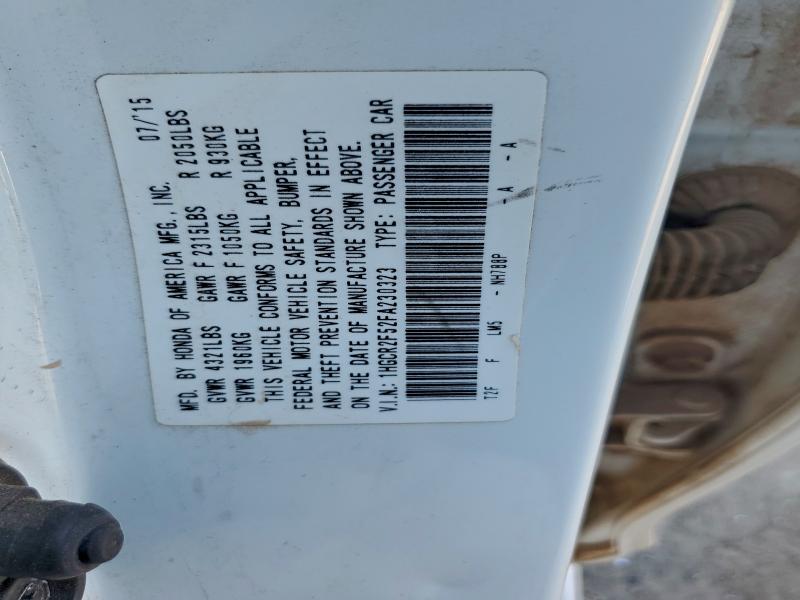 MFD. BY HONDA OF AMERICA MFG., INC. 07/'15
GVWR 4321LBS GAWR F 2315LBS R 2050LBS
GVWR 1960KG GAWR F 1050KG R 930KG
THIS VEHICLE CONFORMS TO ALL APPLICABLE
FEDERAL MOTOR VEHICLE SAFETY, BUMPER,
AND THEFT PREVENTION STANDARDS IN EFFECT
ON THE DATE OF MANUFACTURE SHOWN ABOVE.
V.I.N.: 1HGCR2F52FA230323 TYPE: PASSENGER CAR
T2F F LM5 - NH788P - A - A